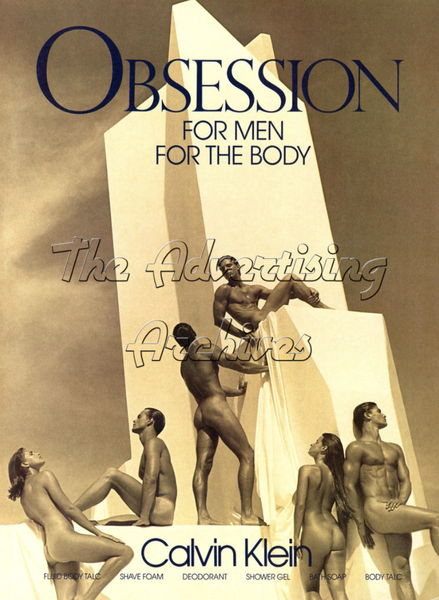 OBSESSION
FOR MEN
FOR THE BODY
The Advertising
Archives
Calvin Klein
FLUID BODY TALC SHAVE FOAM DEODORANT SHOWER GEL BATH SOAP BODY TALC